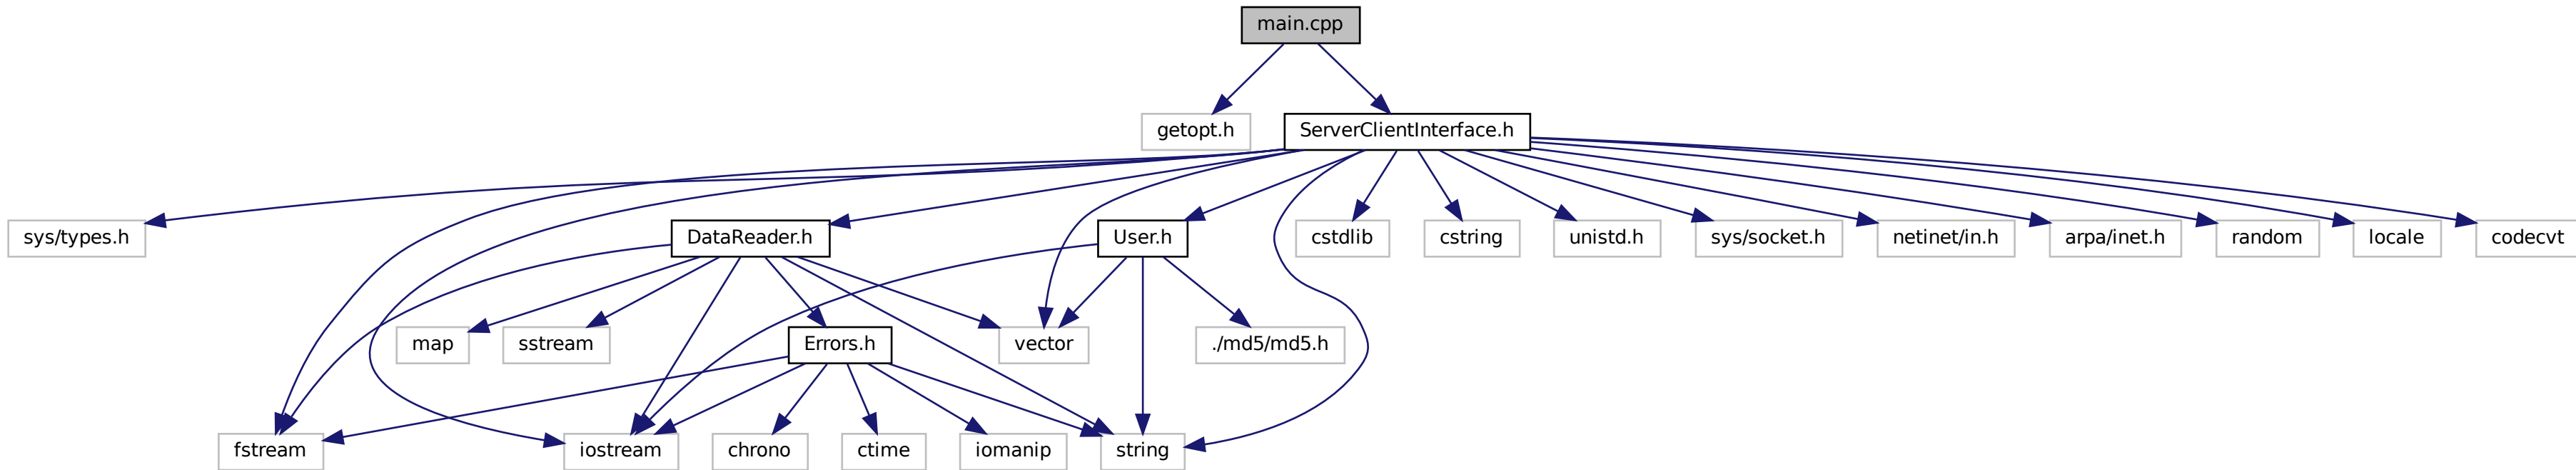 main.cpp
getopt.h
ServerClientInterface.h
sys/types.h
DataReader.h
User.h
cstdlib
cstring
unistd.h
sys/socket.h
netinet/in.h
arpa/inet.h
random
locale
codecvt
map
sstream
Errors.h
vector
./md5/md5.h
fstream
iostream
chrono
ctime
iomanip
string